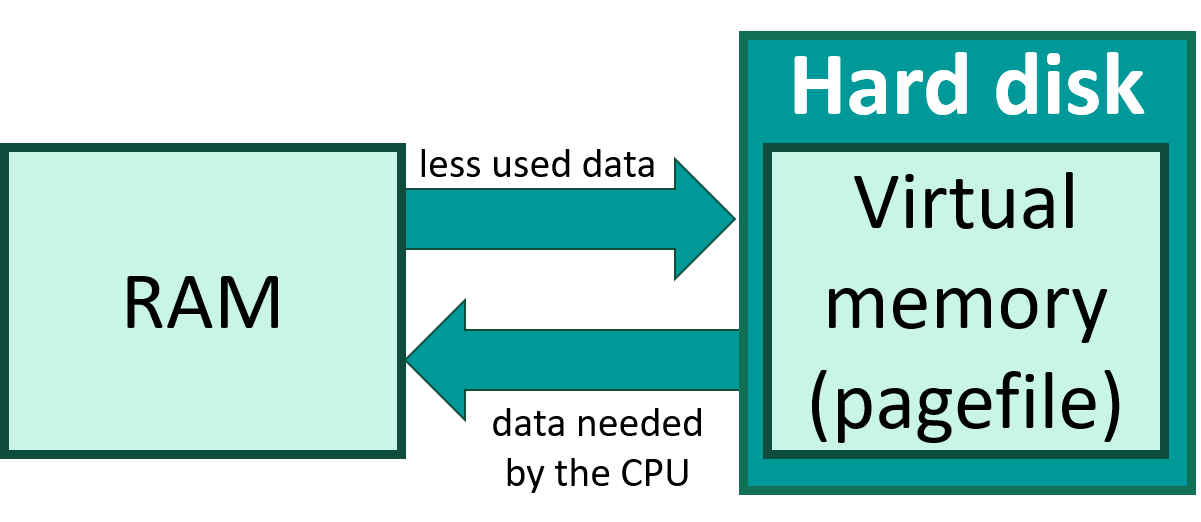 Hard disk
less used data
RAM
Virtual
memory
(pagefile)
data needed
by the CPU